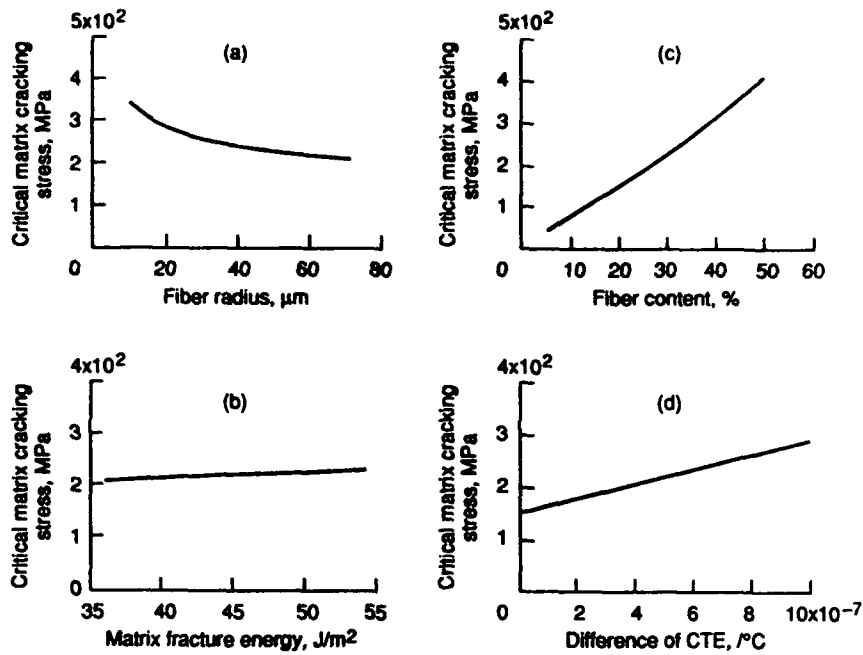 5x10²
(a)
4
3
2
1
0
20
40
60
80
Critical matrix cracking
stress, MPa
Fiber radius, μm
5x10²
(c)
4
3
2
1
0
10
20
30
40
50
60
Critical matrix cracking
stress, MPa
Fiber content, %
4x10²
(b)
3
2
1
0
35
40
45
50
55
Critical matrix cracking
stress, MPa
Matrix fracture energy, J/m²
4x10²
(d)
3
2
1
0
2
4
6
8
10x10⁻⁷
Critical matrix cracking
stress, MPa
Difference of CTE, /°C